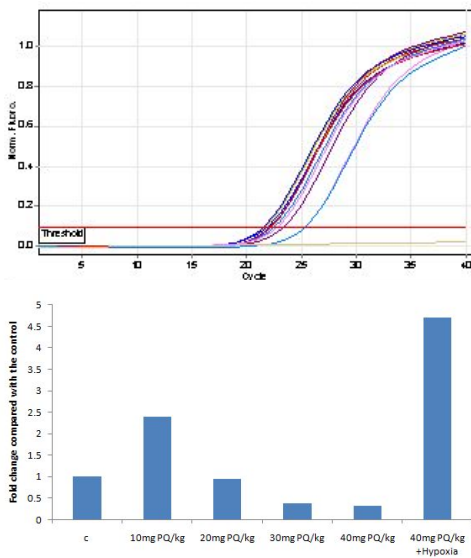 Norm. Fluoro.
1.0
0.8
0.6
0.4
0.2
0.0
Threshold
5
10
15
20
25
30
35
40
Cycle
Fold change compared with the control
5
4.5
4
3.5
3
2.5
2
1.5
1
0.5
0
c
10mg PQ/kg
20mg PQ/kg
30mg PQ/kg
40mg PQ/kg
40mg PQ/kg
+Hypoxia